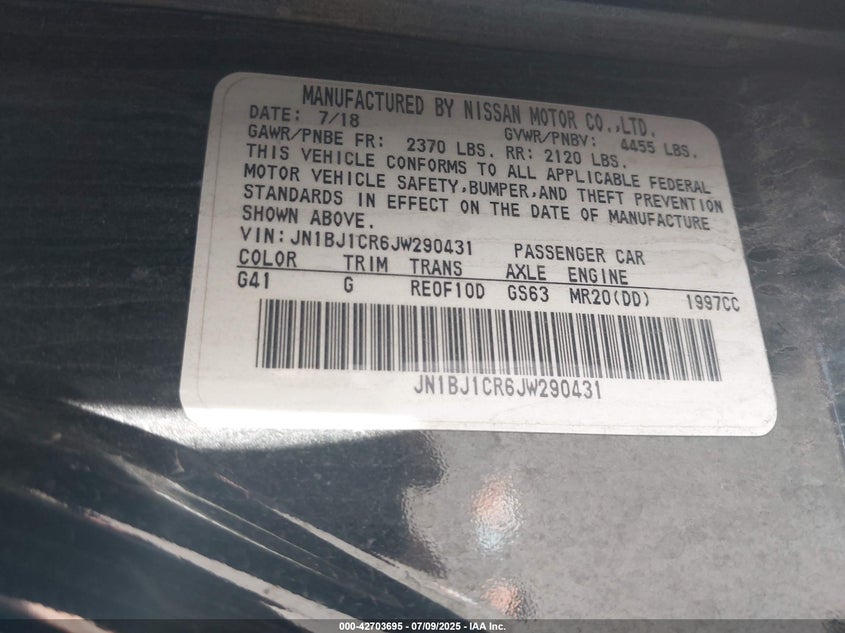 MANUFACTURED BY NISSAN MOTOR CO.,LTD.
DATE: 7/18 GVWR/PNBV: 4455 LBS.
GAWR/PNBE FR: 2370 LBS. RR: 2120 LBS.
THIS VEHICLE CONFORMS TO ALL APPLICABLE FEDERAL
MOTOR VEHICLE SAFETY,BUMPER,AND THEFT PREVENTION
STANDARDS IN EFFECT ON THE DATE OF MANUFACTURE
SHOWN ABOVE.
VIN:JN1BJ1CR6JW290431 PASSENGER CAR
COLOR TRIM TRANS AXLE ENGINE
G41 G RE0F10D GS63 MR20(DD) 1997CC
JN1BJ1CR6JW290431
000-42703695 - 07/09/2025 - IAA Inc.